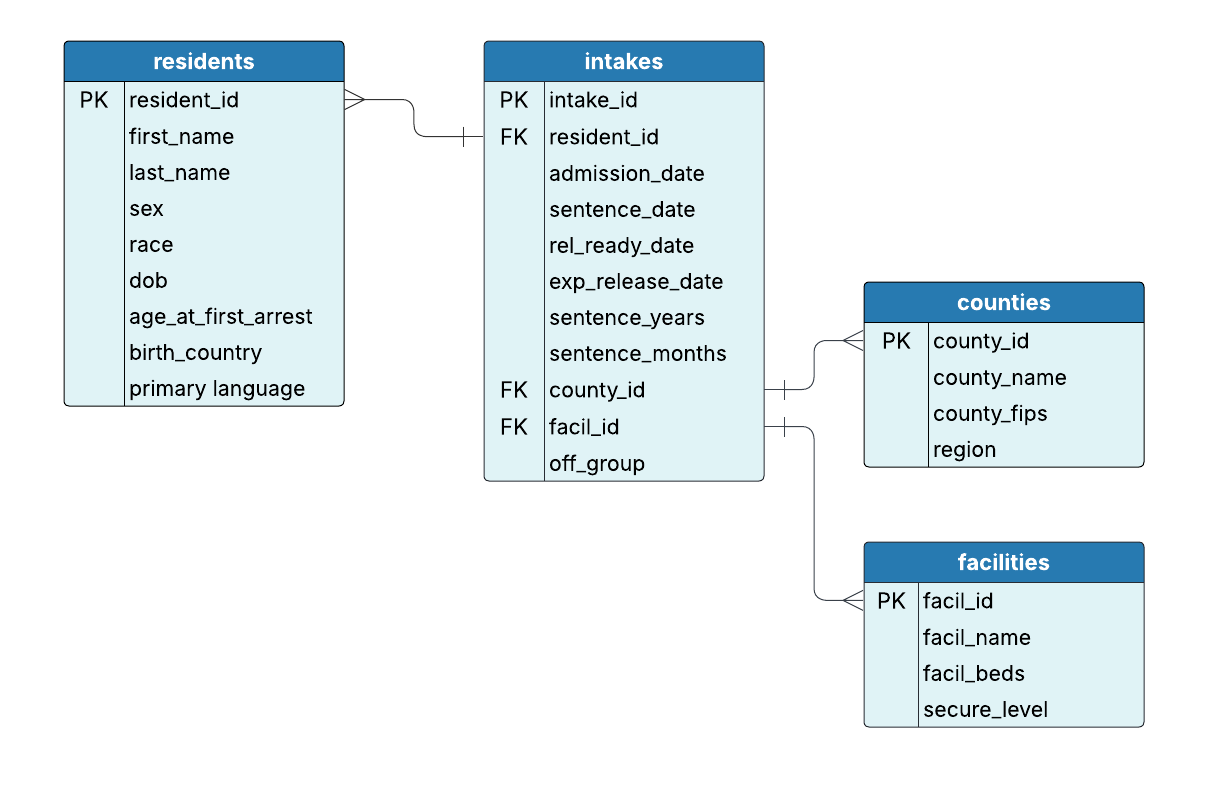 residents
PK resident_id
first_name
last_name
sex
race
dob
age_at_first_arrest
birth_country
primary language
intakes
PK intake_id
FK resident_id
admission_date
sentence_date
rel_ready_date
exp_release_date
sentence_years
sentence_months
FK county_id
FK facil_id
off_group
counties
PK county_id
county_name
county_fips
region
facilities
PK facil_id
facil_name
facil_beds
secure_level